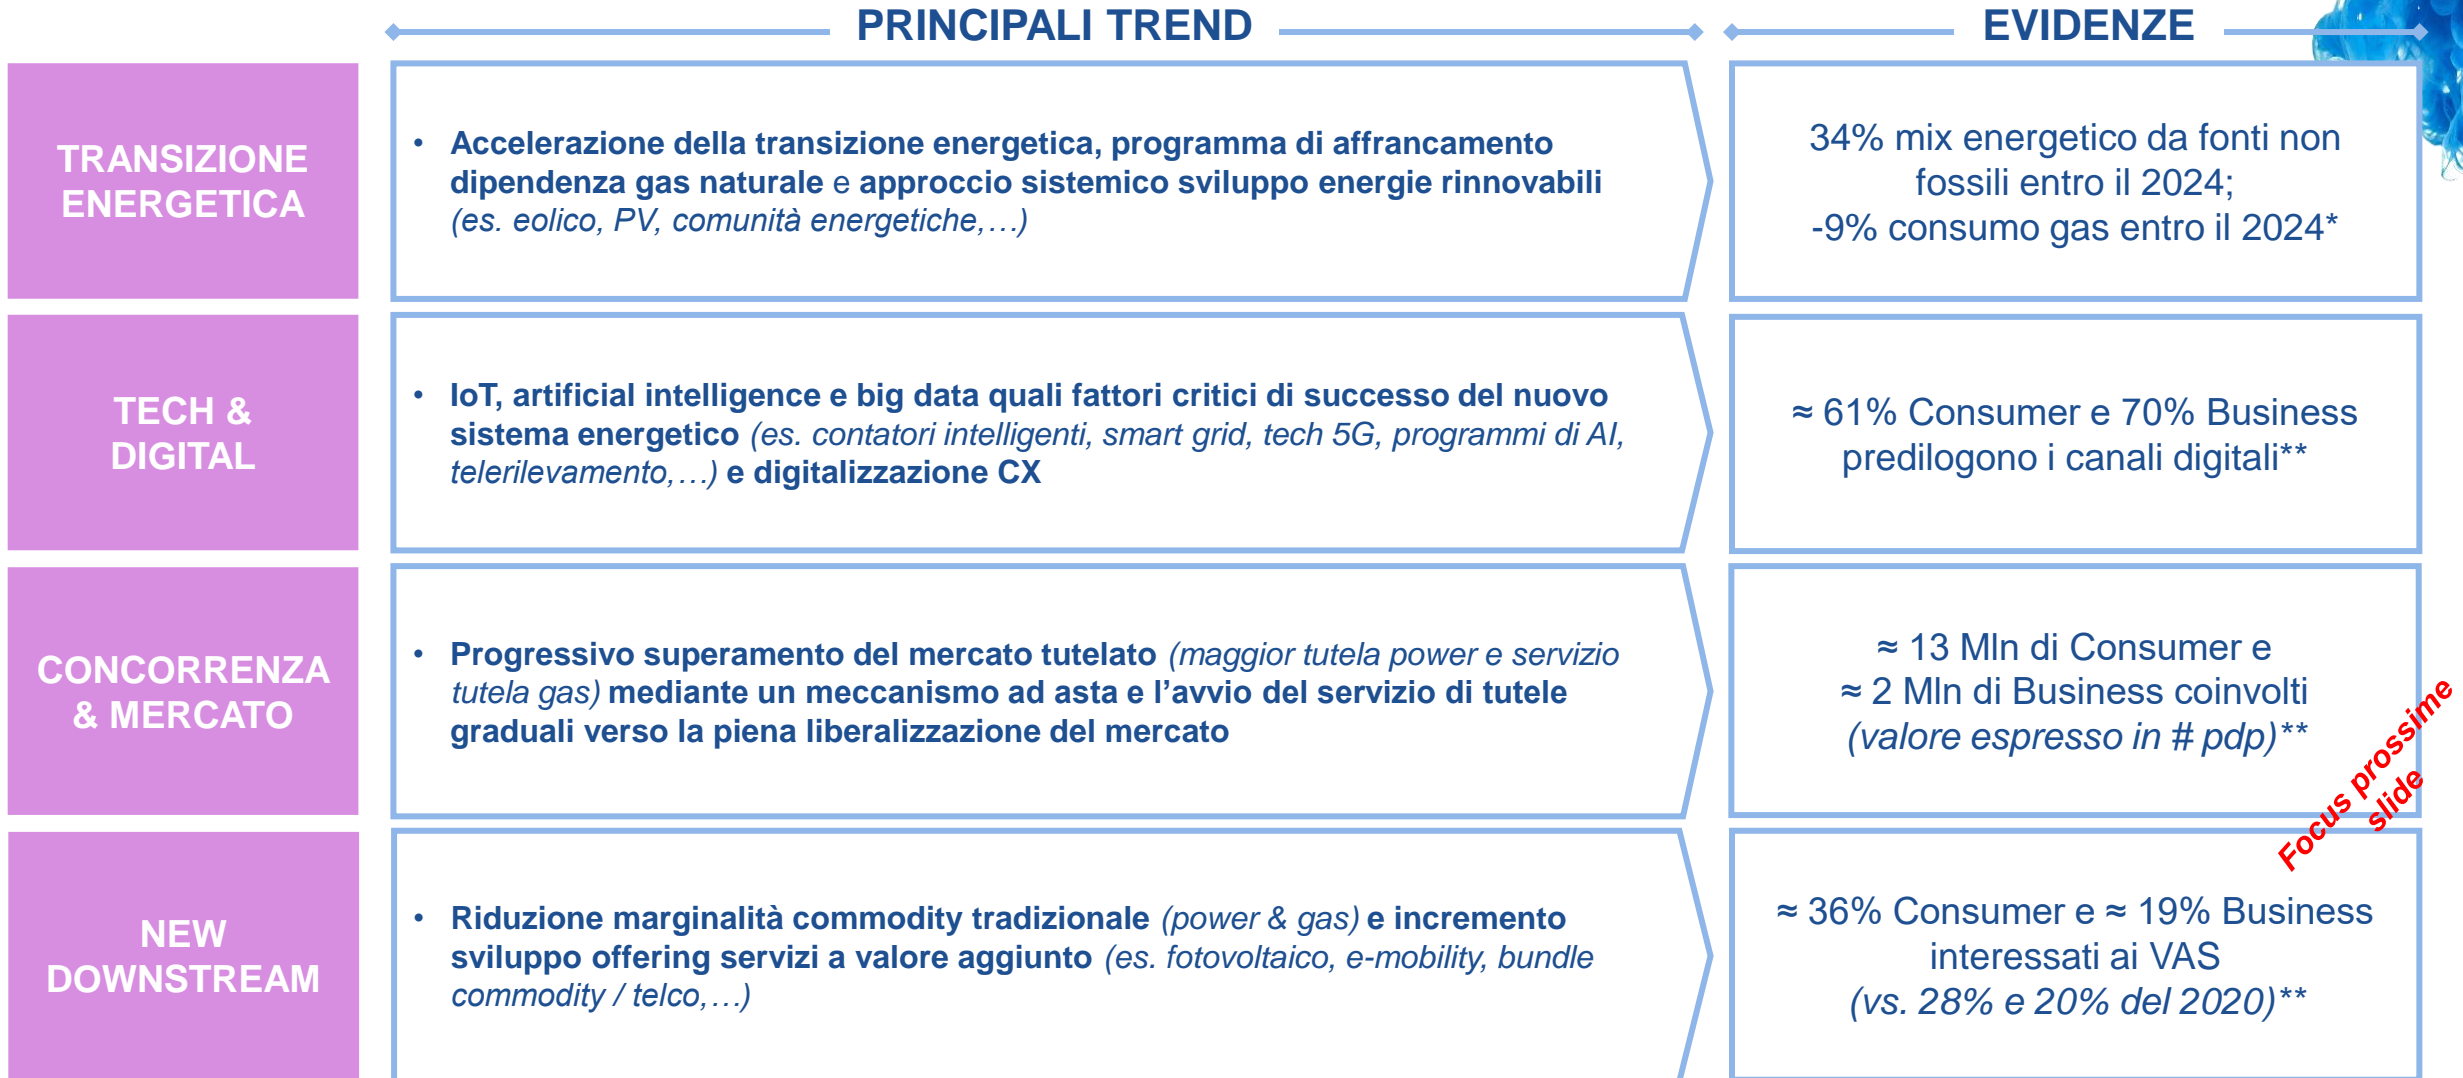 PRINCIPALI TREND
EVIDENZE
TRANSIZIONE
ENERGETICA
• Accelerazione della transizione energetica, programma di affrancamento
dipendenza gas naturale e approccio sistemico sviluppo energie rinnovabili
(es. eolico, PV, comunità energetiche,…)
34% mix energetico da fonti non
fossili entro il 2024;
-9% consumo gas entro il 2024*
TECH &
DIGITAL
• IoT, artificial intelligence e big data quali fattori critici di successo del nuovo
sistema energetico (es. contatori intelligenti, smart grid, tech 5G, programmi di AI,
telerilevamento,…) e digitalizzazione CX
≈ 61% Consumer e 70% Business
predilogono i canali digitali**
CONCORRENZA
& MERCATO
• Progressivo superamento del mercato tutelato (maggior tutela power e servizio
tutela gas) mediante un meccanismo ad asta e l’avvio del servizio di tutele
graduali verso la piena liberalizzazione del mercato
≈ 13 Mln di Consumer e
≈ 2 Mln di Business coinvolti
(valore espresso in # pdp)**
Focus prossime
slide
NEW
DOWNSTREAM
• Riduzione marginalità commodity tradizionale (power & gas) e incremento
sviluppo offering servizi a valore aggiunto (es. fotovoltaico, e-mobility, bundle
commodity / telco,…)
≈ 36% Consumer e ≈ 19% Business
interessati ai VAS
(vs. 28% e 20% del 2020)**